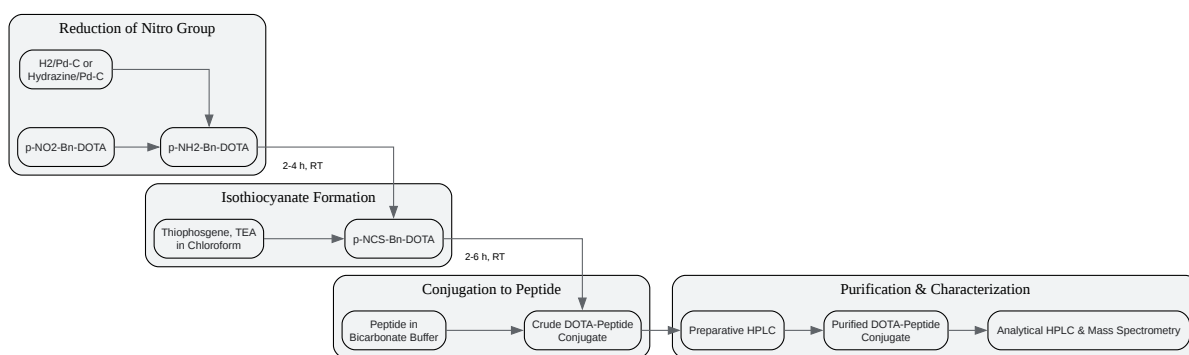 Reduction of Nitro Group
H2/Pd-C or
Hydrazine/Pd-C
p-NO2-Bn-DOTA
p-NH2-Bn-DOTA
2-4 h, RT
Isothiocyanate Formation
Thiophosgene, TEA
in Chloroform
p-NCS-Bn-DOTA
2-6 h, RT
Conjugation to Peptide
Peptide in
Bicarbonate Buffer
Crude DOTA-Peptide
Conjugate
Purification & Characterization
Preparative HPLC
Purified DOTA-Peptide
Conjugate
Analytical HPLC & Mass Spectrometry